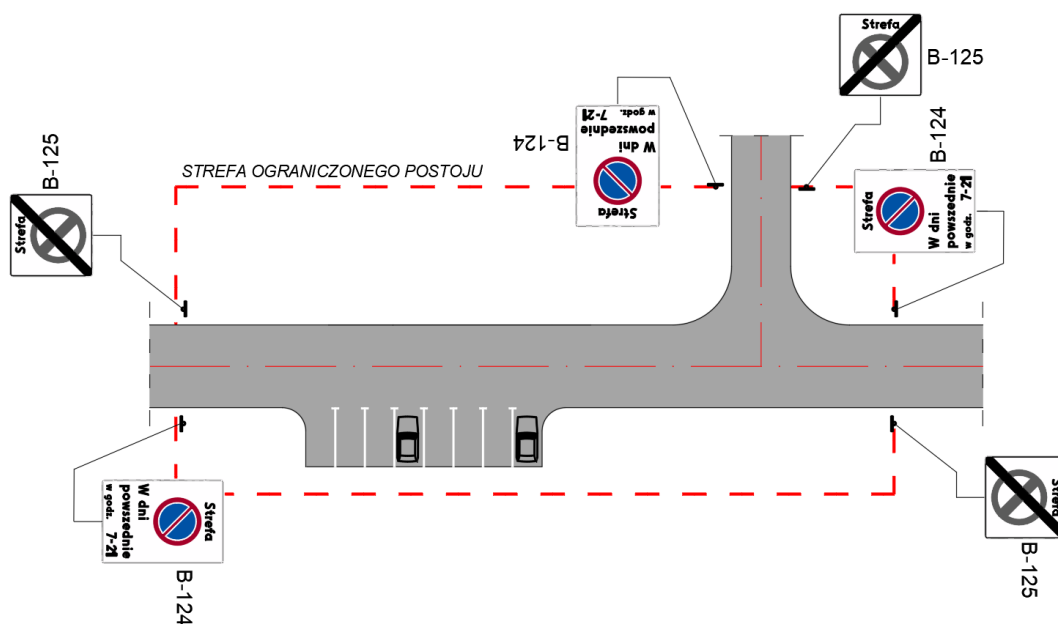 Strefa
B-125
B-124
W dni
powszednie
w godz. 7-21
Strefa
B-124
Strefa
W dni
powszednie
w godz. 7-21
B-125
Strefa
STREFA OGRANICZONEGO POSTOJU
Strefa
W dni
powszednie
w godz. 7-21
B-124
Strefa
B-125